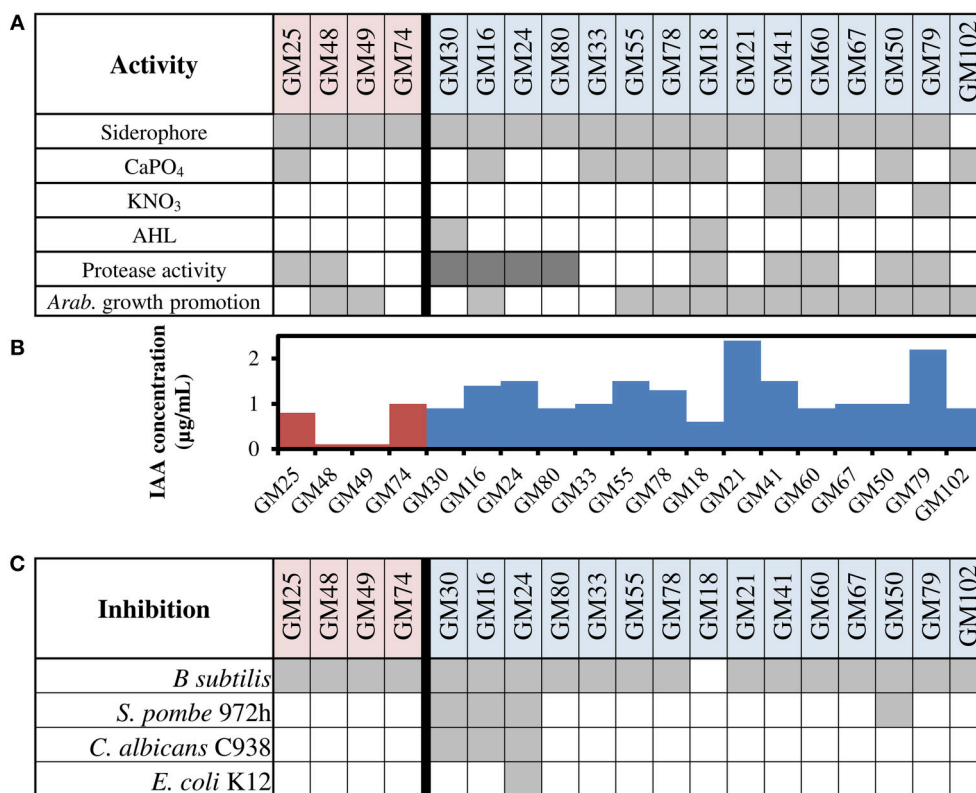 A
Activity GM25 GM48 GM49 GM74 GM30 GM16 GM24 GM80 GM33 GM55 GM78 GM18 GM21 GM41 GM60 GM67 GM50 GM79 GM102
Siderophore
CaPO₄
KNO₃
AHL
Protease activity
Arab. growth promotion
B
IAA concentration
(µg/mL)
2
1
0
GM25 GM48 GM49 GM74 GM30 GM16 GM24 GM80 GM33 GM55 GM78 GM18 GM21 GM41 GM60 GM67 GM50 GM79 GM102
C
Inhibition GM25 GM48 GM49 GM74 GM30 GM16 GM24 GM80 GM33 GM55 GM78 GM18 GM21 GM41 GM60 GM67 GM50 GM79 GM102
B subtilis
S. pombe 972h
C. albicans C938
E. coli K12